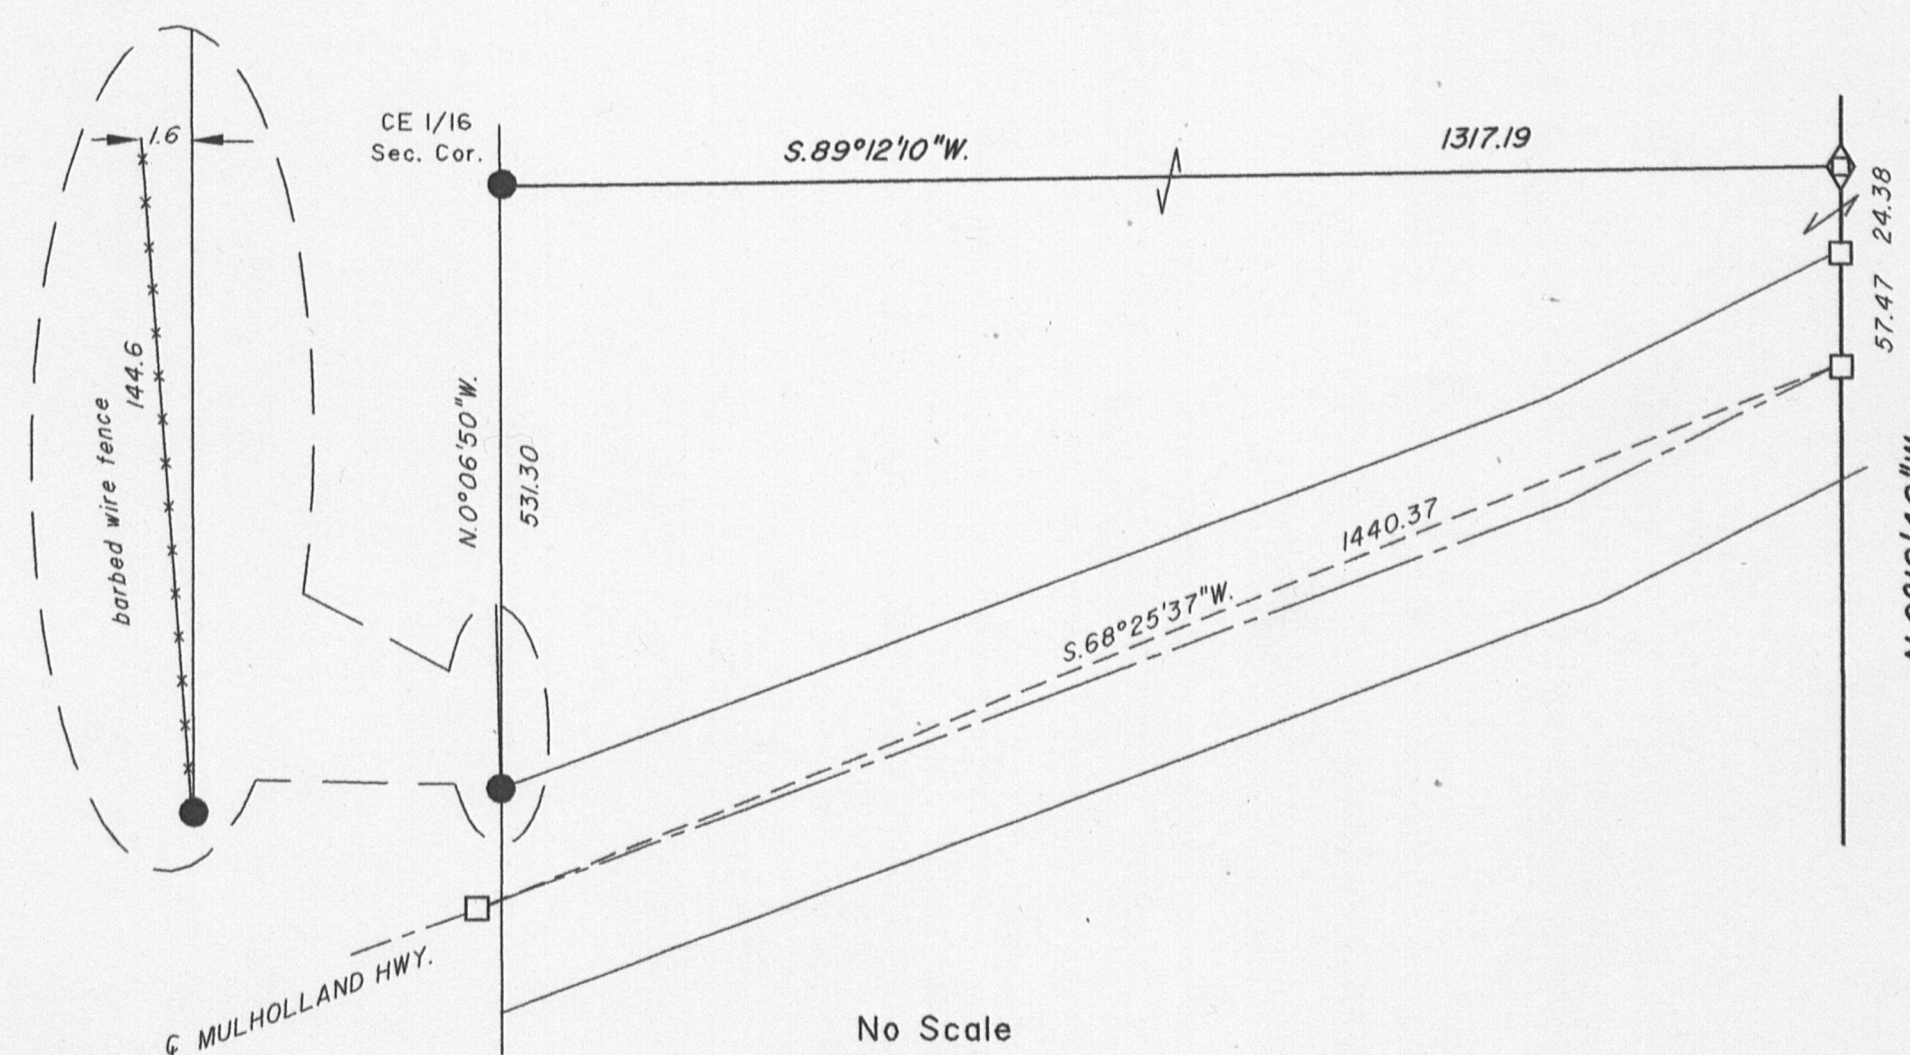 1.6
CE 1/16
Sec. Cor.
S.89°12'10"W.
1317.19
24.38
57.47
144.6
barbed wire fence
N.0°06'50"W.
531.30
1440.37
S.68°25'37"W.
℄ MULHOLLAND HWY.
No Scale